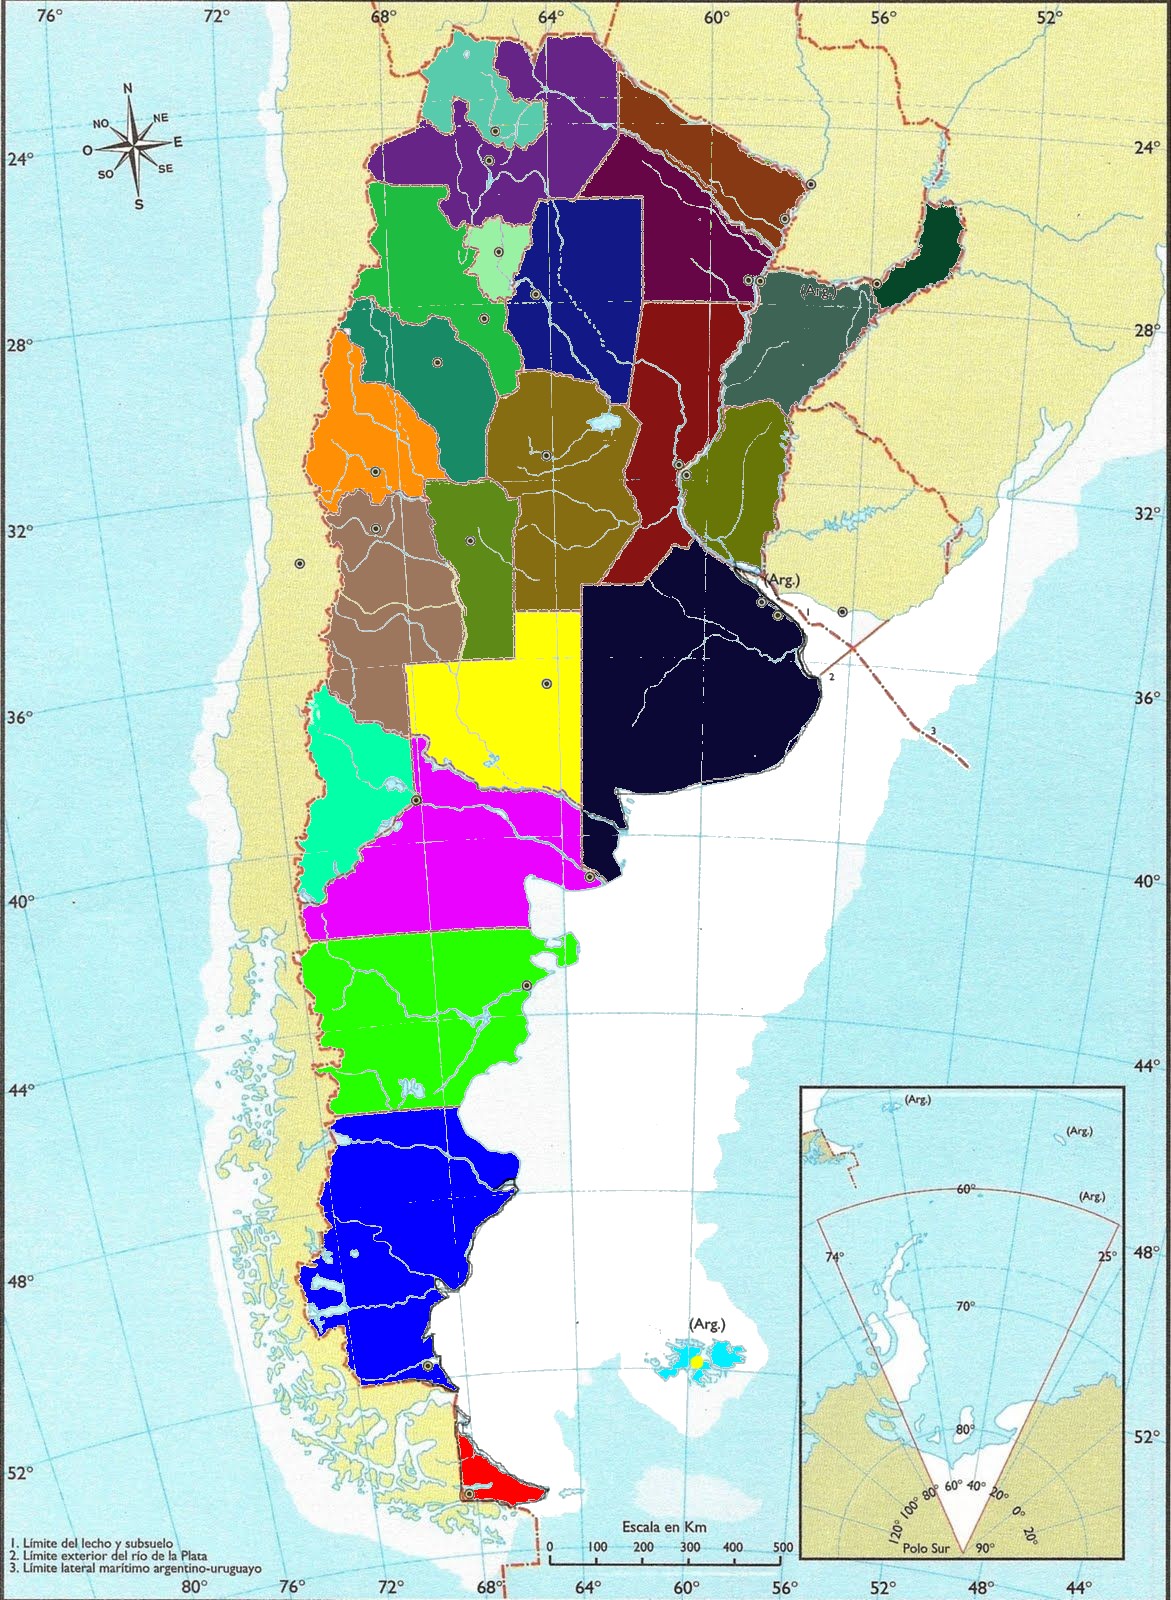 76°
72°
68°
64°
60°
56°
52°
N
NO
NE
O
E
SO
SE
S
24°
24°
(Arg.)
28°
28°
32°
32°
(Arg.)
1
2
3
36°
36°
40°
40°
44°
44°
(Arg.)
(Arg.)
60°
(Arg.)
74°
25°
70°
80°
120° 100° 80° 60° 40° 20° 0° 20°
Polo Sur
90°
48°
48°
(Arg.)
52°
52°
Escala en Km
0 100 200 300 400 500
1. Límite del lecho y subsuelo
2. Límite exterior del río de la Plata
3. Límite lateral marítimo argentino-uruguayo
80°
76°
72°
68°
64°
60°
56°
52°
48°
44°